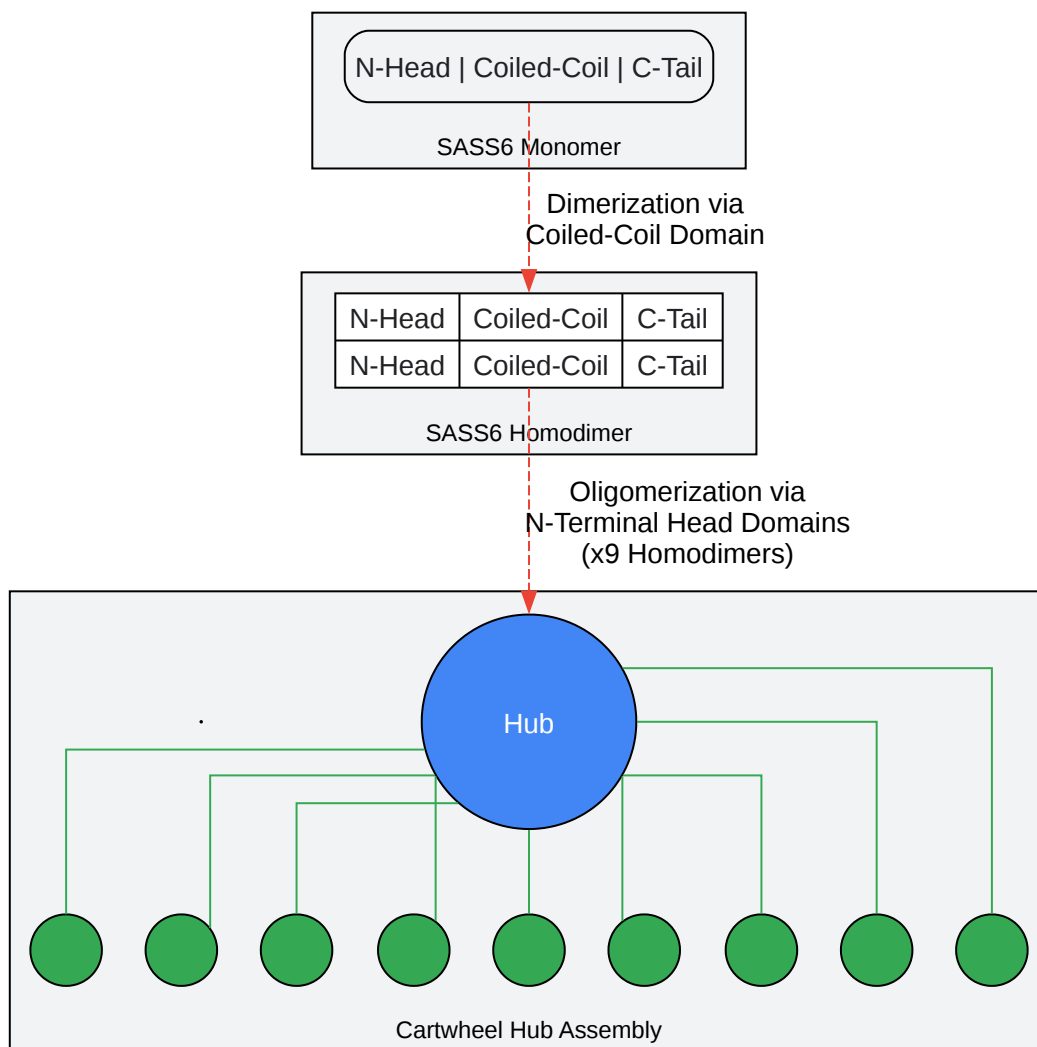 N-Head | Coiled-Coil | C-Tail
SASS6 Monomer
Dimerization via
Coiled-Coil Domain
N-Head Coiled-Coil C-Tail
N-Head Coiled-Coil C-Tail
SASS6 Homodimer
Oligomerization via
N-Terminal Head Domains
(x9 Homodimers)
Hub
Cartwheel Hub Assembly